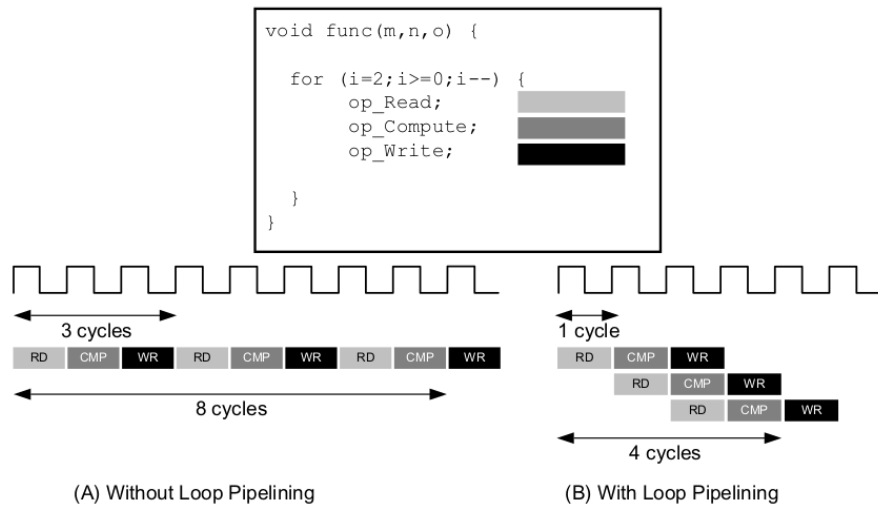 void func(m,n,o) {
for (i=2;i>=0;i--) {
op_Read;
op_Compute;
op_Write;
}
}
3 cycles
RD CMP WR RD CMP WR RD CMP WR
8 cycles
(A) Without Loop Pipelining
1 cycle
RD CMP WR
RD CMP WR
RD CMP WR
4 cycles
(B) With Loop Pipelining